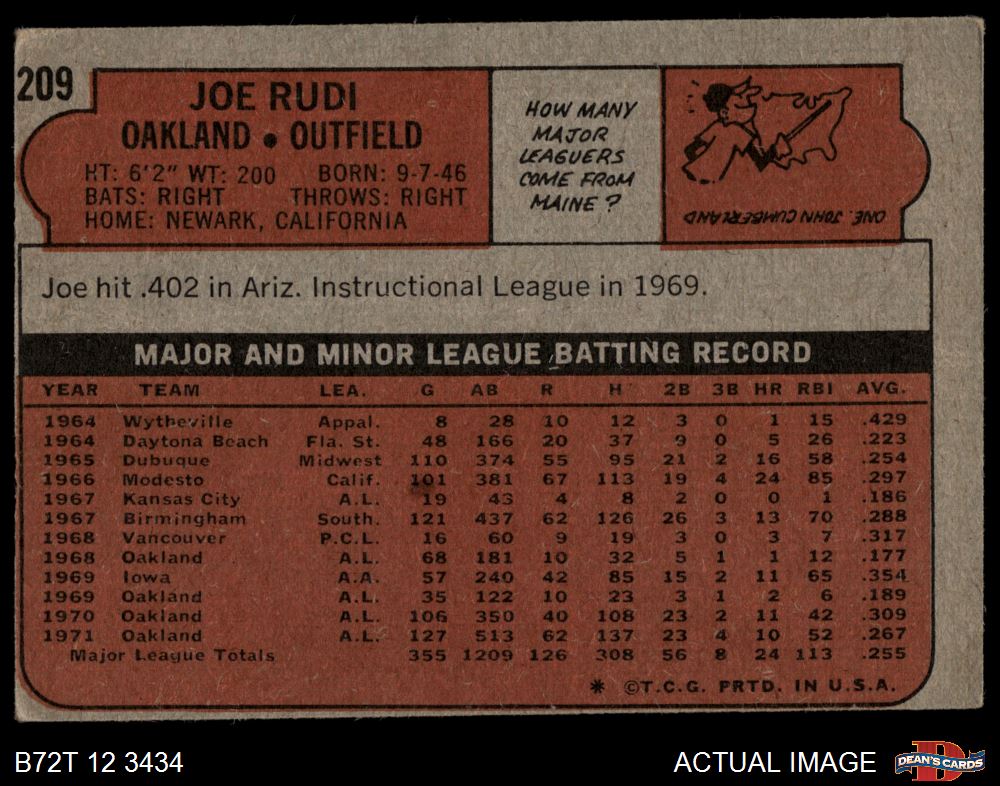 209
JOE RUDI
OAKLAND • OUTFIELD
HT: 6'2" WT: 200 BORN: 9-7-46
BATS: RIGHT THROWS: RIGHT
HOME: NEWARK, CALIFORNIA
HOW MANY
MAJOR
LEAGUERS
COME FROM
MAINE?
ONE. JOHN CUMBERLAND
Joe hit .402 in Ariz. Instructional League in 1969.
MAJOR AND MINOR LEAGUE BATTING RECORD
YEAR TEAM LEA. G AB R H 2B 3B HR RBI AVG.
1964 Wytheville Appal. 8 28 10 12 3 0 1 15 .429
1964 Daytona Beach Fla. St. 48 166 20 37 9 0 5 26 .223
1965 Dubuque Midwest 110 374 55 95 21 2 16 58 .254
1966 Modesto Calif. 101 381 67 113 19 4 24 85 .297
1967 Kansas City A.L. 19 43 4 8 2 0 0 1 .186
1967 Birmingham South. 121 437 62 126 26 3 13 70 .288
1968 Vancouver P.C.L. 16 60 9 19 3 0 3 7 .317
1968 Oakland A.L. 68 181 10 32 5 1 1 12 .177
1969 Iowa A.A. 57 240 42 85 15 2 11 65 .354
1969 Oakland A.L. 35 122 10 23 3 1 2 6 .189
1970 Oakland A.L. 106 350 40 108 23 2 11 42 .309
1971 Oakland A.L. 127 513 62 137 23 4 10 52 .267
Major League Totals 355 1209 126 308 56 8 24 113 .255
* ©T.C.G. PRTD. IN U.S.A.
B72T 12 3434
ACTUAL IMAGE
D
DEAN'S CARDS